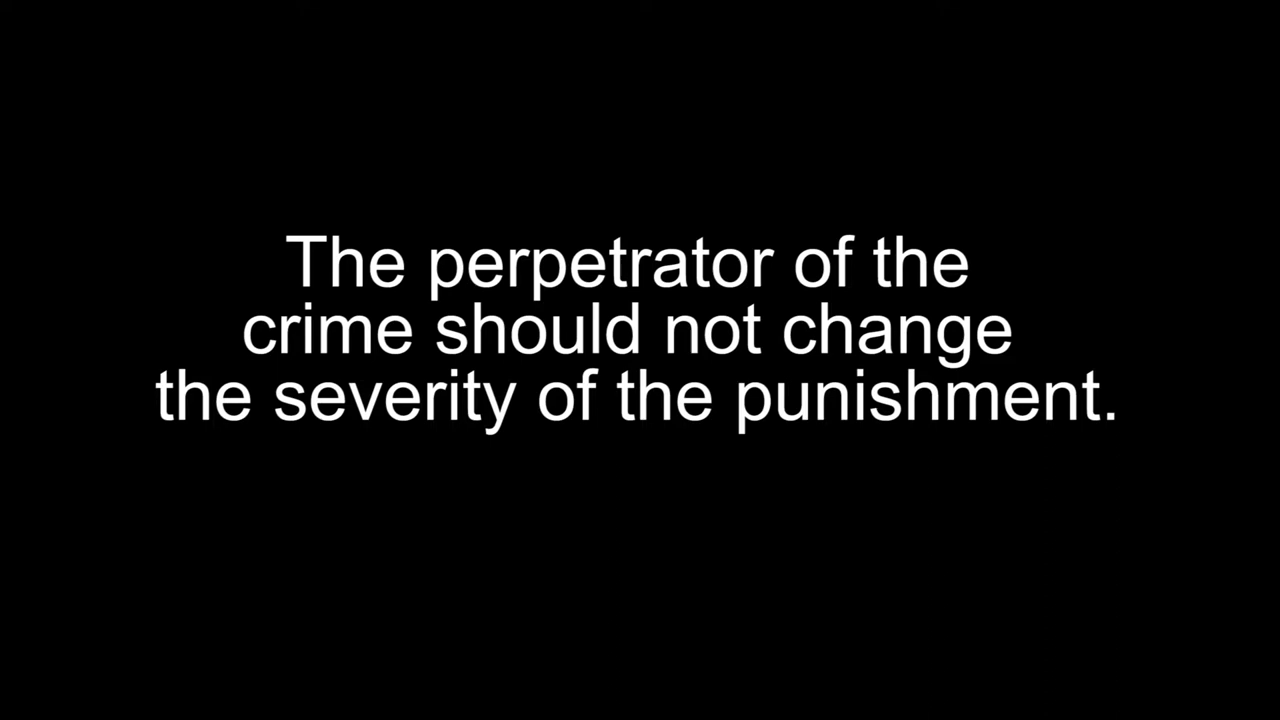 The perpetrator of the
crime should not change
the severity of the punishment.